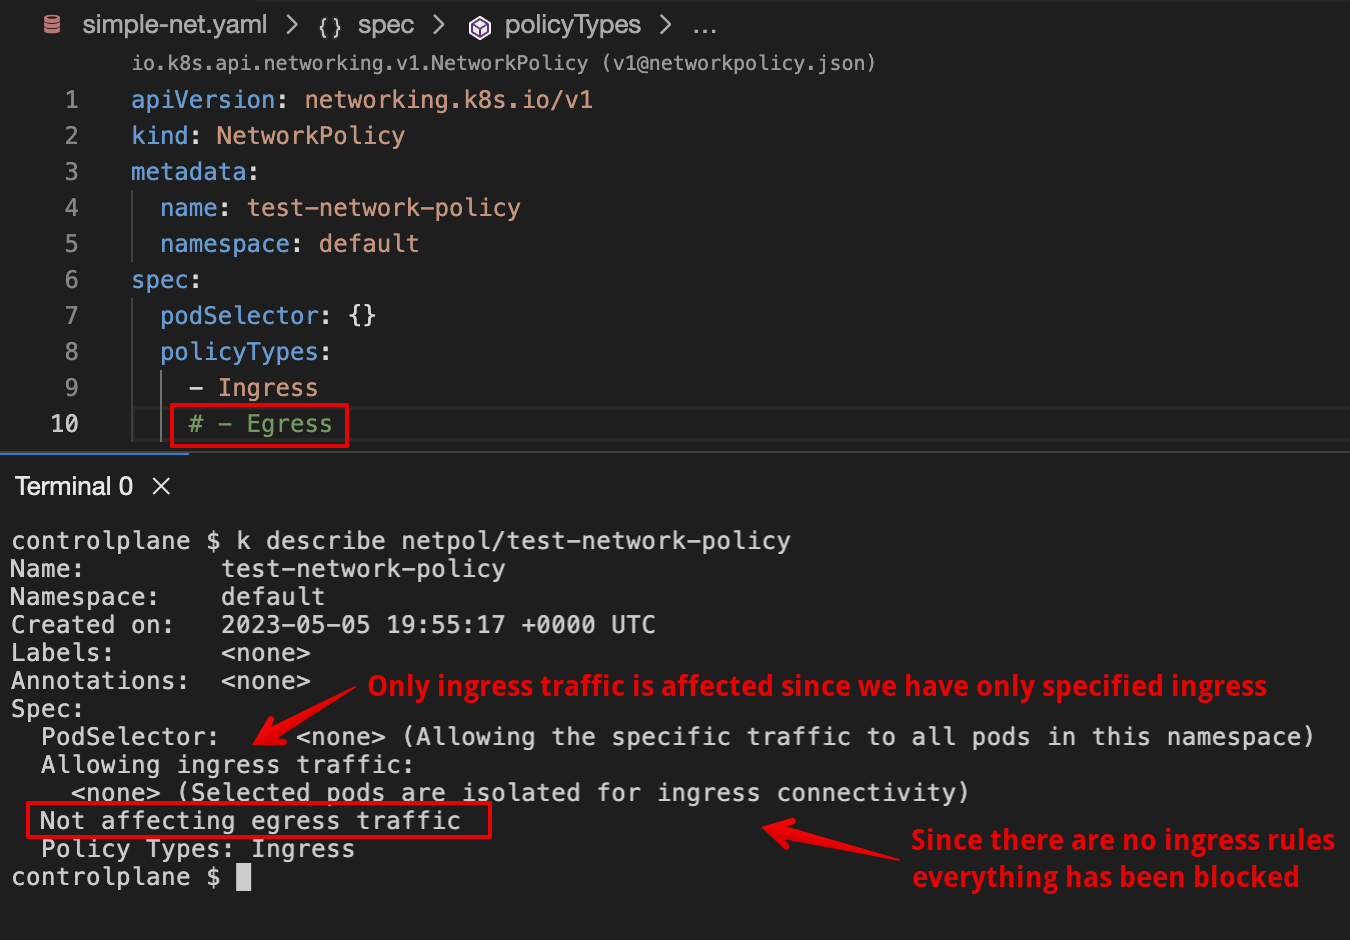 simple-net.yaml > {} spec > policyTypes > ...
io.k8s.api.networking.v1.NetworkPolicy (v1@networkpolicy.json)
1 apiVersion: networking.k8s.io/v1
2 kind: NetworkPolicy
3 metadata:
4   name: test-network-policy
5   namespace: default
6 spec:
7   podSelector: {}
8   policyTypes:
9     - Ingress
10     # - Egress
Terminal 0 ×
controlplane $ k describe netpol/test-network-policy
Name:         test-network-policy
Namespace:    default
Created on:   2023-05-05 19:55:17 +0000 UTC
Labels:       <none>
Annotations:  <none>
Only ingress traffic is affected since we have only specified ingress
Spec:
  PodSelector:     <none> (Allowing the specific traffic to all pods in this namespace)
  Allowing ingress traffic:
    <none> (Selected pods are isolated for ingress connectivity)
  Not affecting egress traffic
  Policy Types: Ingress
Since there are no ingress rules
everything has been blocked
controlplane $